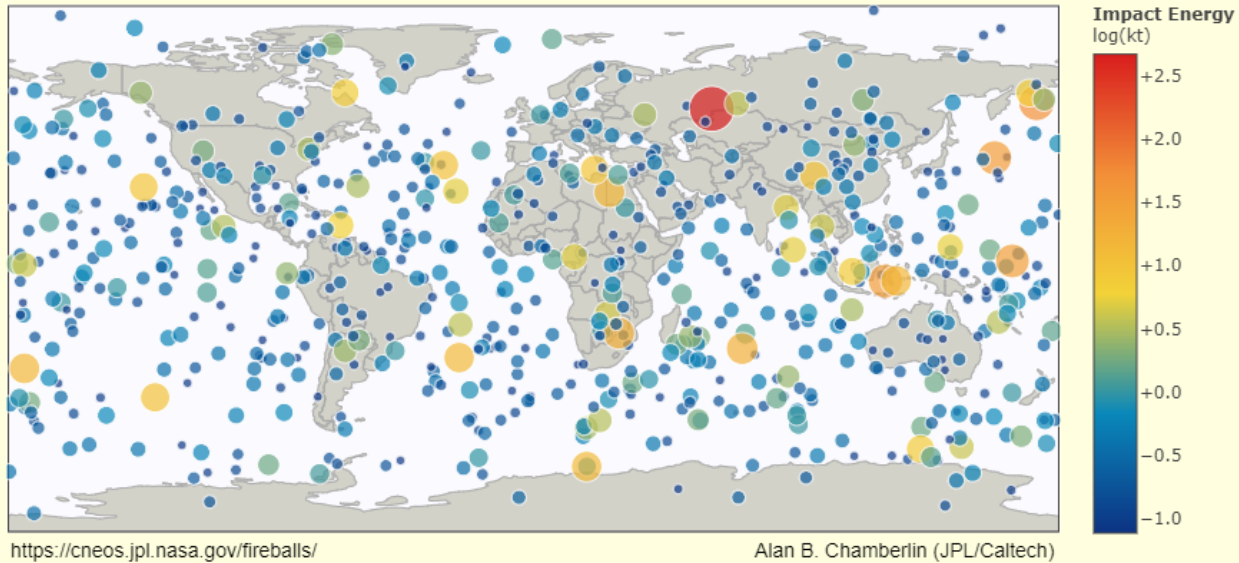 Impact Energy
log(kt)
+2.5
+2.0
+1.5
+1.0
+0.5
+0.0
−0.5
−1.0
https://cneos.jpl.nasa.gov/fireballs/
Alan B. Chamberlin (JPL/Caltech)